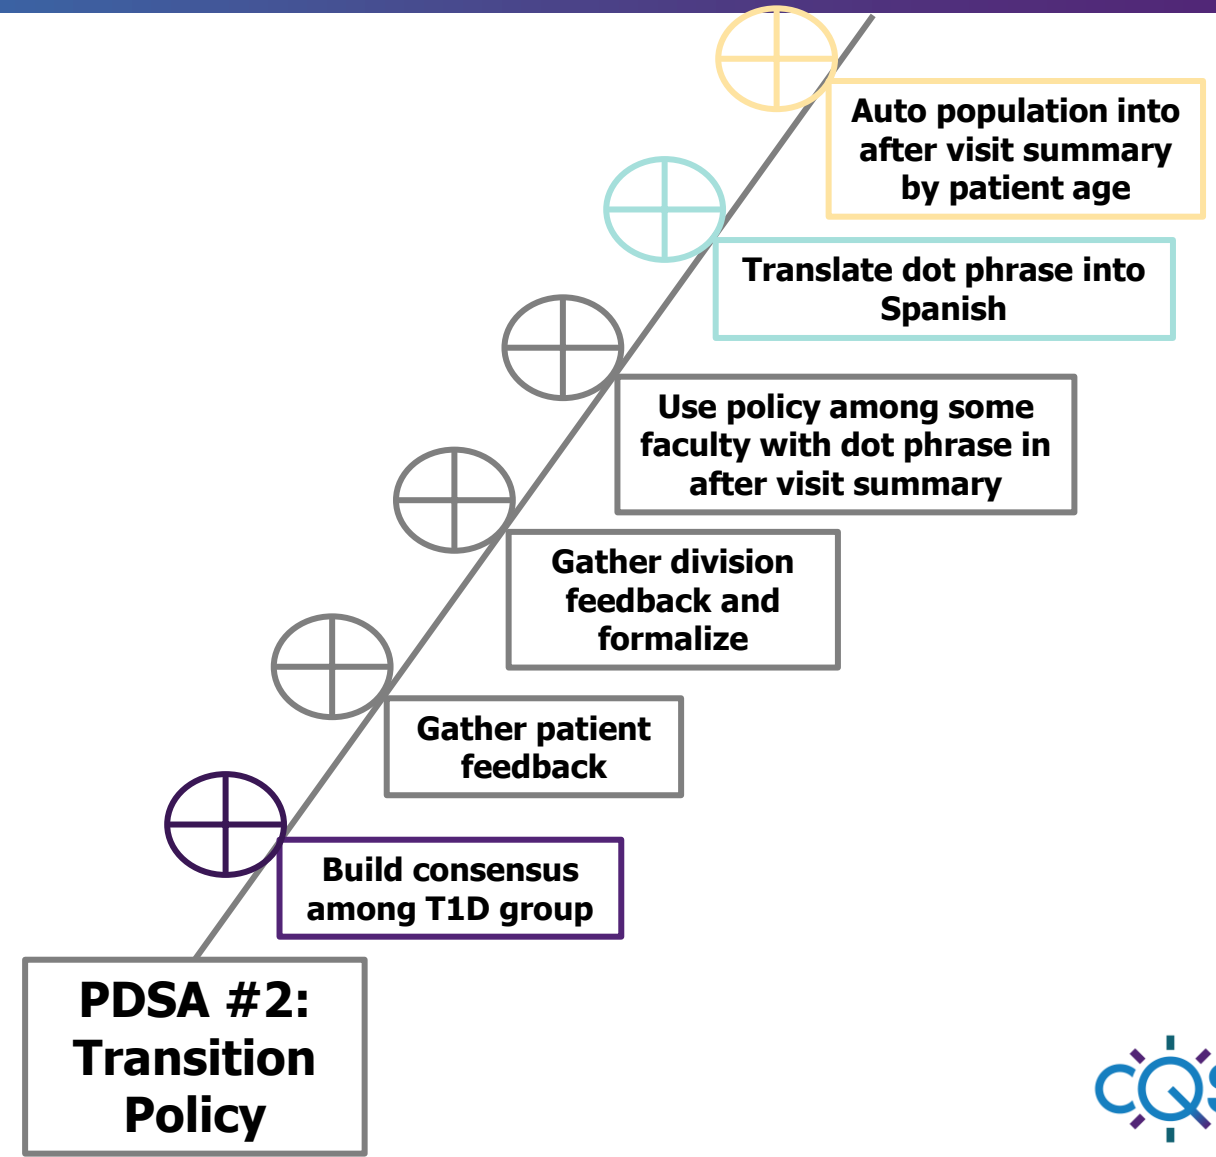 Auto population into
after visit summary
by patient age
Translate dot phrase into
Spanish
Use policy among some
faculty with dot phrase in
after visit summary
Gather division
feedback and
formalize
Gather patient
feedback
Build consensus
among T1D group
PDSA #2:
Transition
Policy
CQS